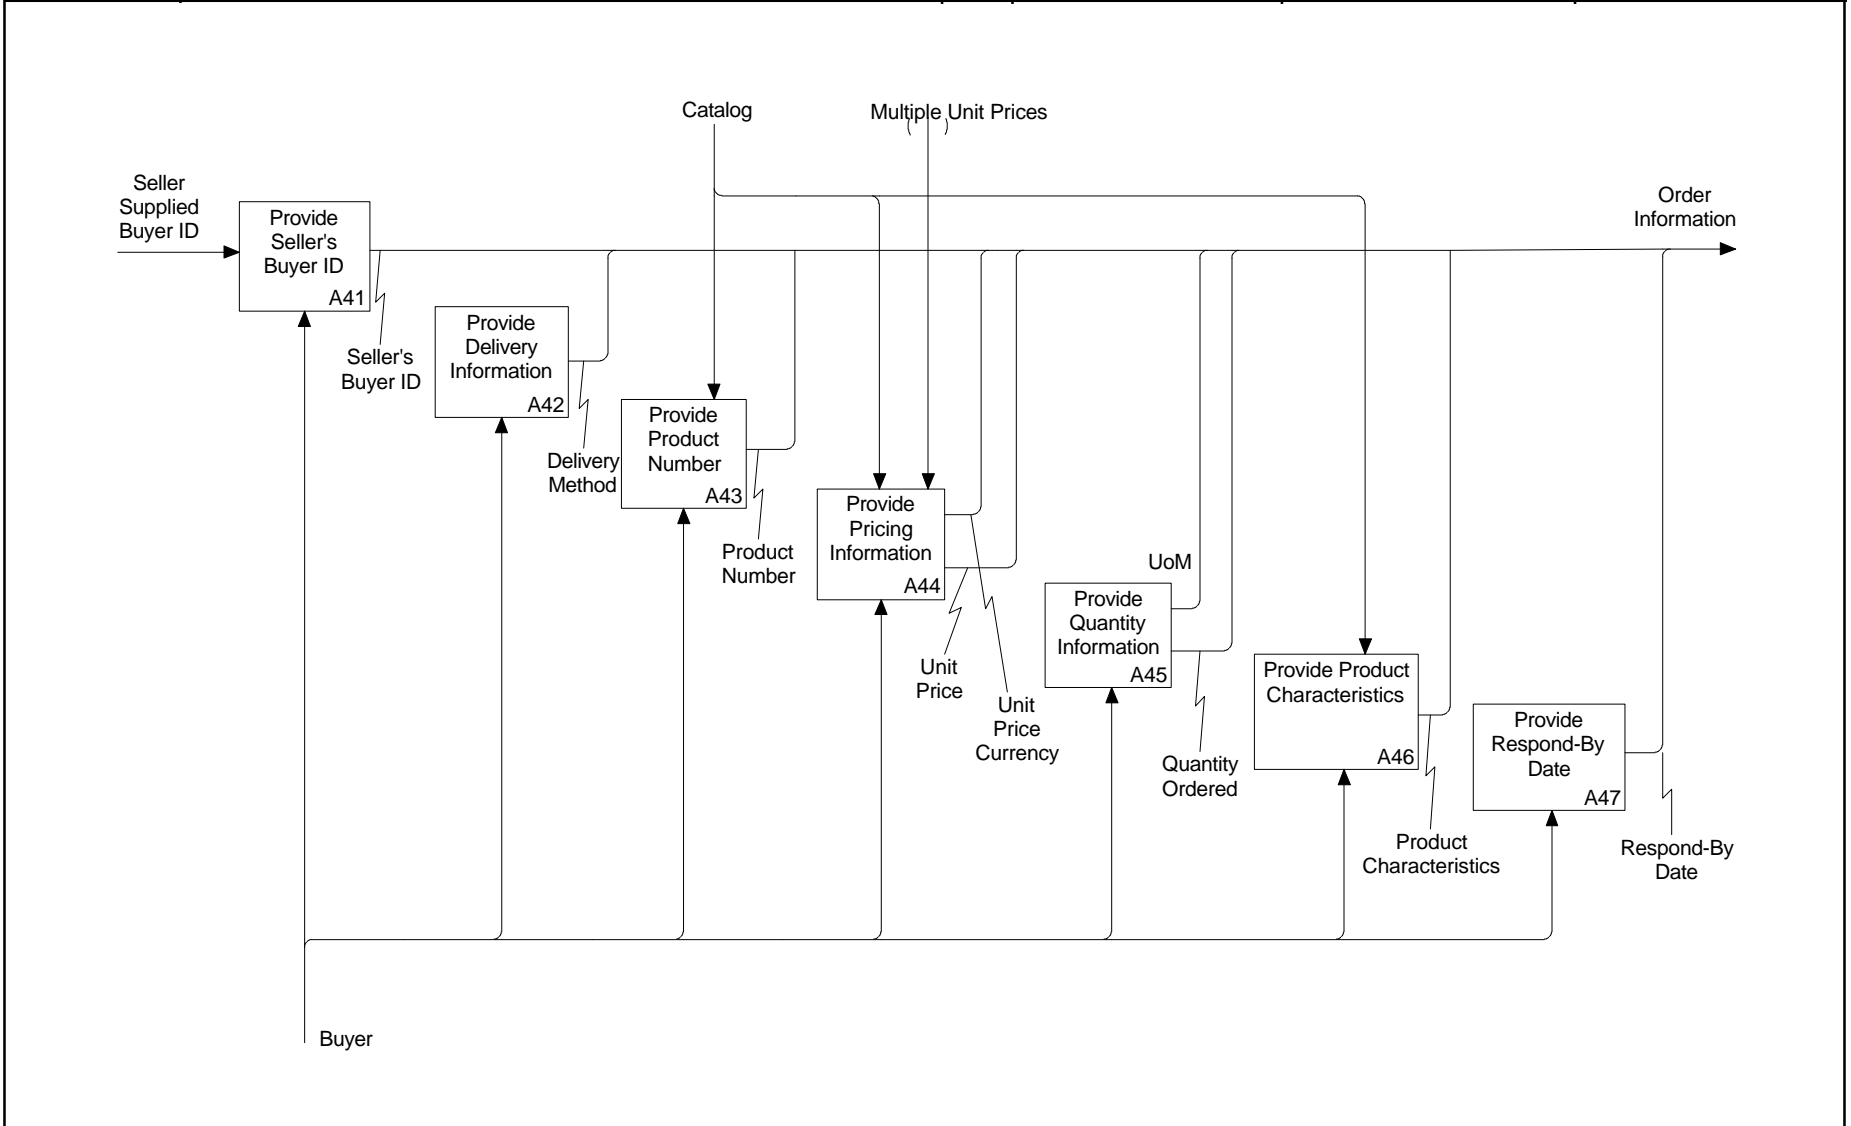 Catalog
Multiple Unit Prices
( )
Seller
Supplied
Buyer ID
Order
Information
Provide
Seller's
Buyer ID
A41
Seller's
Buyer ID
Provide
Delivery
Information
A42
Delivery
Method
Provide
Product
Number
A43
Product
Number
Provide
Pricing
Information
A44
Unit
Price
Unit
Price
Currency
UoM
Provide
Quantity
Information
A45
Quantity
Ordered
Provide Product
Characteristics
A46
Product
Characteristics
Provide
Respond-By
Date
A47
Respond-By
Date
Buyer